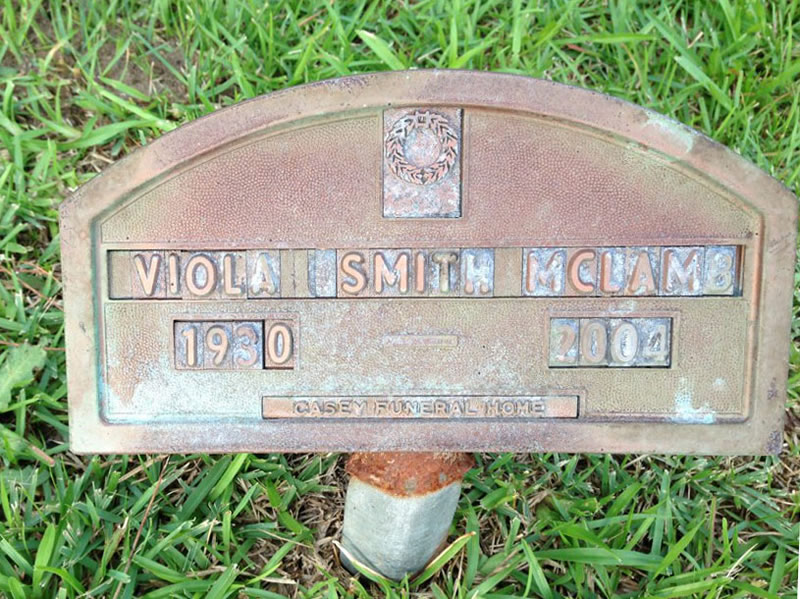 VIOLA SMITH MCLAMB
1930 2004
CASEY FUNERAL HOME